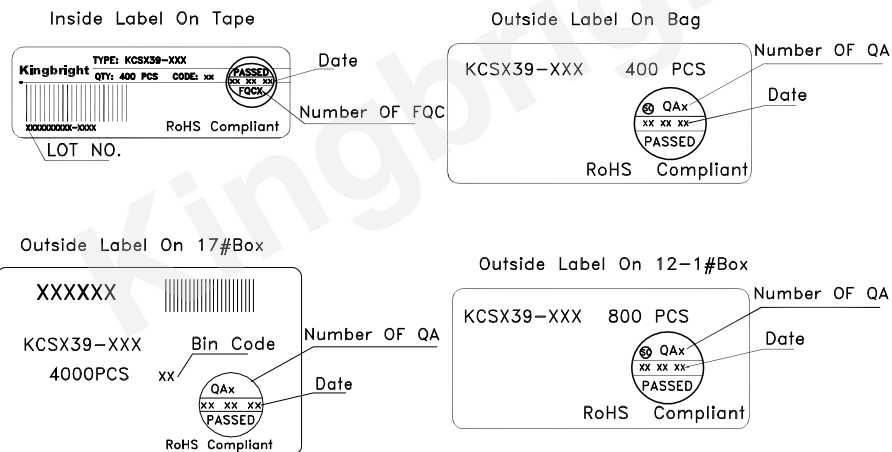 Inside Label On Tape
TYPE: KCSX39-XXX
Kingbright
QTY: 400 PCS CODE: xx
PASSED
xx xx xx
FQCX
Date
Number OF FQC
XXXXXXXXXX-XXXX
RoHS Compliant
LOT NO.
Outside Label On Bag
KCSX39-XXX 400 PCS
Number OF QA
SQ QAx
Date
xx xx xx
PASSED
RoHS Compliant
Outside Label On 17#Box
XXXXXX
KCSX39-XXX
Bin Code
Number OF QA
4000PCS
xx
QAx
Date
xx xx xx
PASSED
RoHS Compliant
Outside Label On 12-1#Box
KCSX39-XXX 800 PCS
Number OF QA
SQ QAx
Date
xx xx xx
PASSED
RoHS Compliant
Kingbright